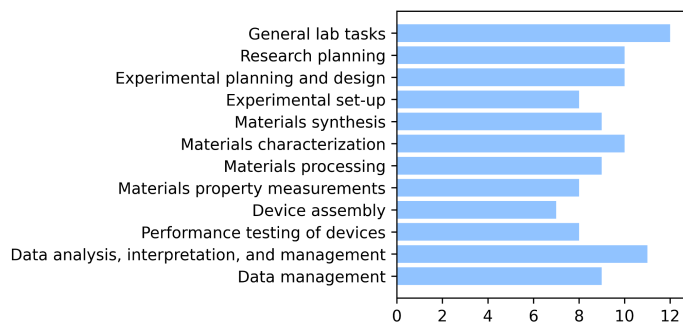 General lab tasks
Research planning
Experimental planning and design
Experimental set-up
Materials synthesis
Materials characterization
Materials processing
Materials property measurements
Device assembly
Performance testing of devices
Data analysis, interpretation, and management
Data management
0 2 4 6 8 10 12